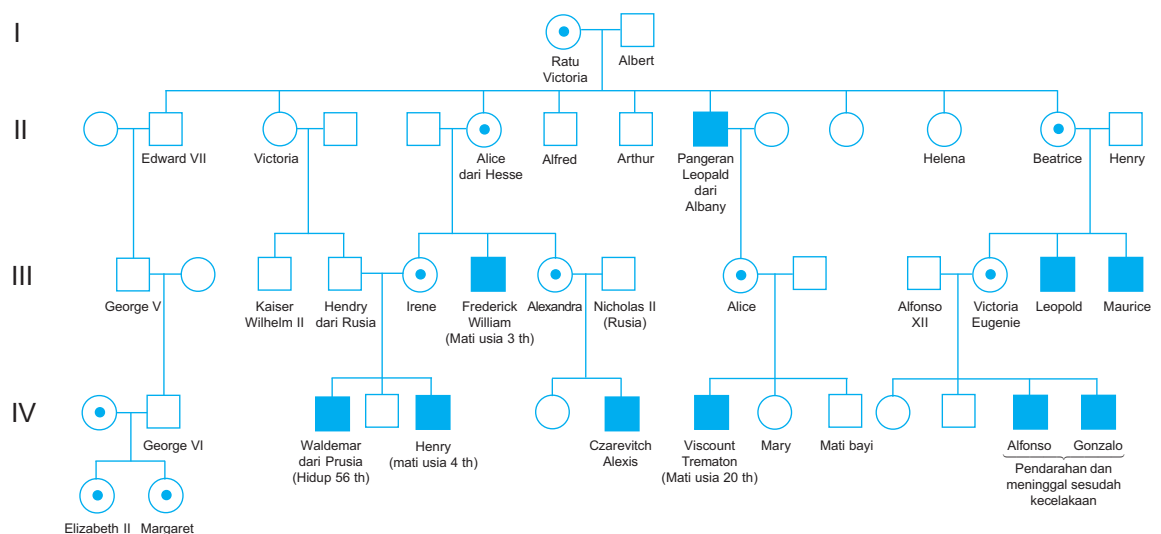 I
Ratu
Victoria
Albert
II
Edward VII
Victoria
Alice
dari Hesse
Alfred
Arthur
Pangeran
Leopald
dari
Albany
Helena
Beatrice
Henry
III
George V
Kaiser
Wilhelm II
Hendry
dari Rusia
Irene
Frederick
William
(Mati usia 3 th)
Alexandra
Nicholas II
(Rusia)
Alice
Alfonso
XII
Victoria
Eugenie
Leopold
Maurice
IV
George VI
Waldemar
dari Prusia
(Hidup 56 th)
Henry
(mati usia 4 th)
Czarevitch
Alexis
Viscount
Trematon
(Mati usia 20 th)
Mary
Mati bayi
Alfonso
Gonzalo
Pendarahan dan
meninggal sesudah
kecelakaan
Elizabeth II
Margaret